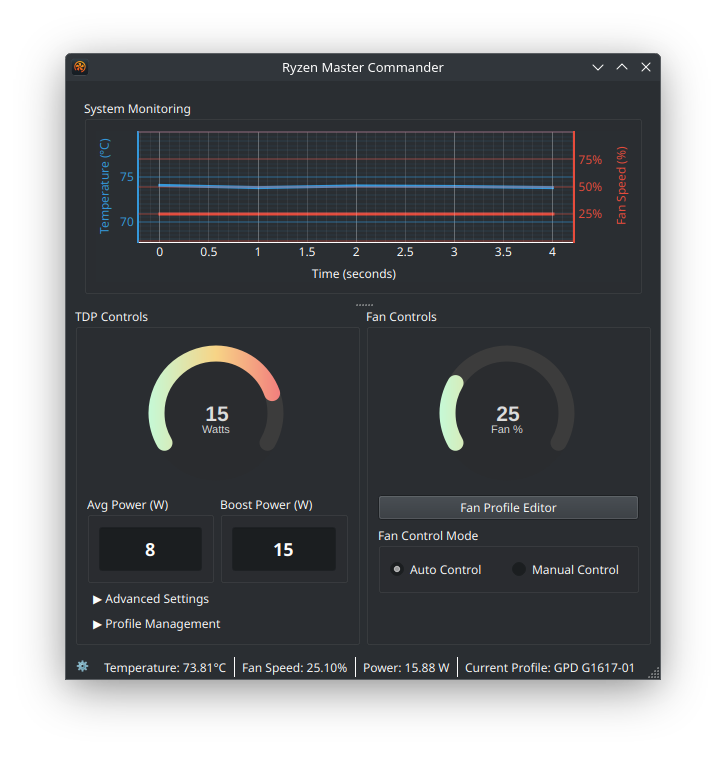 Ryzen Master Commander
System Monitoring
Temperature (°C)
75
70
75%
50%
25%
Fan Speed (%)
0 0.5 1 1.5 2 2.5 3 3.5 4
Time (seconds)
TDP Controls
15
Watts
Avg Power (W) Boost Power (W)
8 15
▶ Advanced Settings
▶ Profile Management
Fan Controls
25
Fan %
Fan Profile Editor
Fan Control Mode
Auto Control Manual Control
Temperature: 73.81°C Fan Speed: 25.10% Power: 15.88 W Current Profile: GPD G1617-01